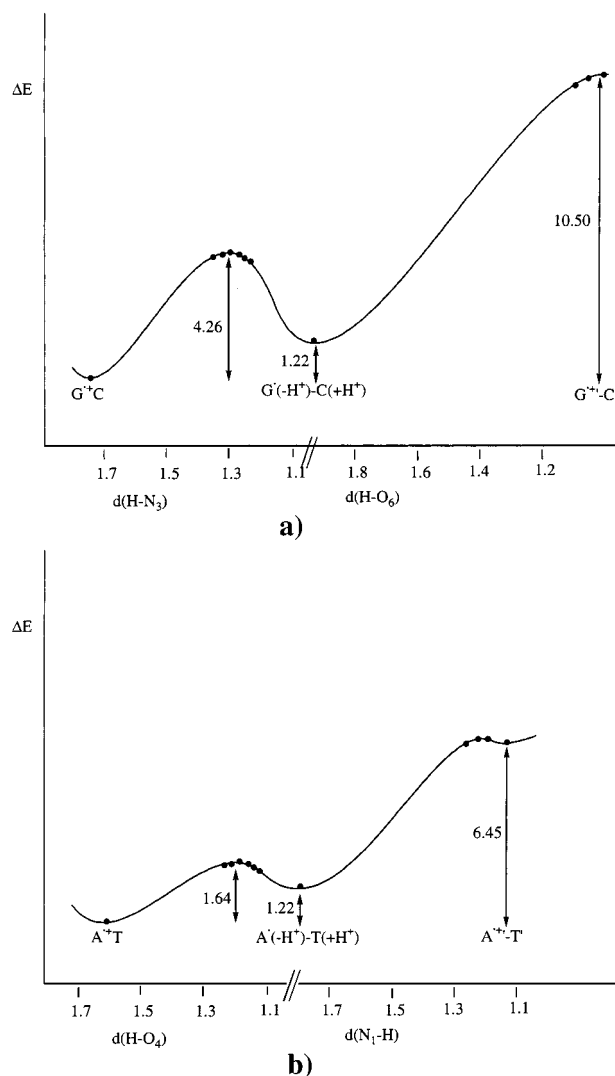 ΔE
10.50
4.26
1.22
G·+C
G·(-H+)-C(+H+)
G·+'-C'
1.7 1.5 1.3 1.1 1.8 1.6 1.4 1.2
d(H-N3) d(H-O6)
a)
ΔE
6.45
1.64
1.22
A·+T
A·(-H+)-T(+H+)
A·+'-T'
1.7 1.5 1.3 1.1 1.7 1.5 1.3 1.1
d(H-O4) d(N1-H)
b)